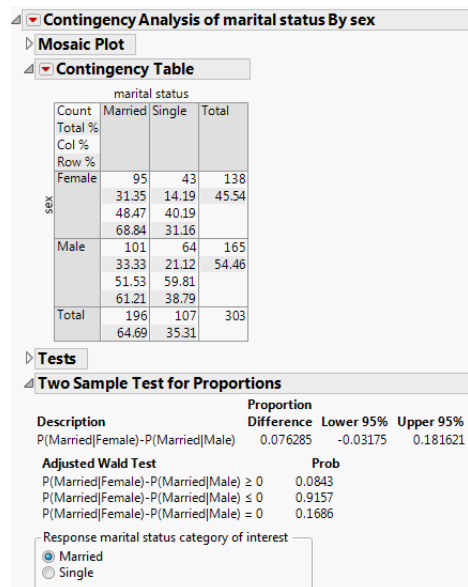 Contingency Analysis of marital status By sex
Mosaic Plot
Contingency Table
marital status
Count Married Single Total
Total %
Col %
Row %
sex
Female 95 43 138
31.35 14.19 45.54
48.47 40.19
68.84 31.16
Male 101 64 165
33.33 21.12 54.46
51.53 59.81
61.21 38.79
Total 196 107 303
64.69 35.31
Tests
Two Sample Test for Proportions
Proportion
Description Difference Lower 95% Upper 95%
P(Married|Female)-P(Married|Male) 0.076285 -0.03175 0.181621
Adjusted Wald Test Prob
P(Married|Female)-P(Married|Male) ≥ 0 0.0843
P(Married|Female)-P(Married|Male) ≤ 0 0.9157
P(Married|Female)-P(Married|Male) = 0 0.1686
Response marital status category of interest
Married
Single